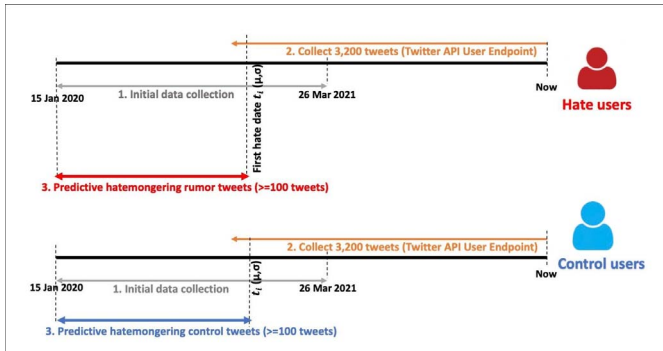 2. Collect 3,200 tweets (Twitter API User Endpoint)
15 Jan 2020
1. Initial data collection
First hate date tᵢ (μ,σ)
26 Mar 2021
Now
Hate users
3. Predictive hatemongering rumor tweets (>=100 tweets)
2. Collect 3,200 tweets (Twitter API User Endpoint)
15 Jan 2020
1. Initial data collection
tᵢ (μ,σ)
26 Mar 2021
Now
Control users
3. Predictive hatemongering control tweets (>=100 tweets)